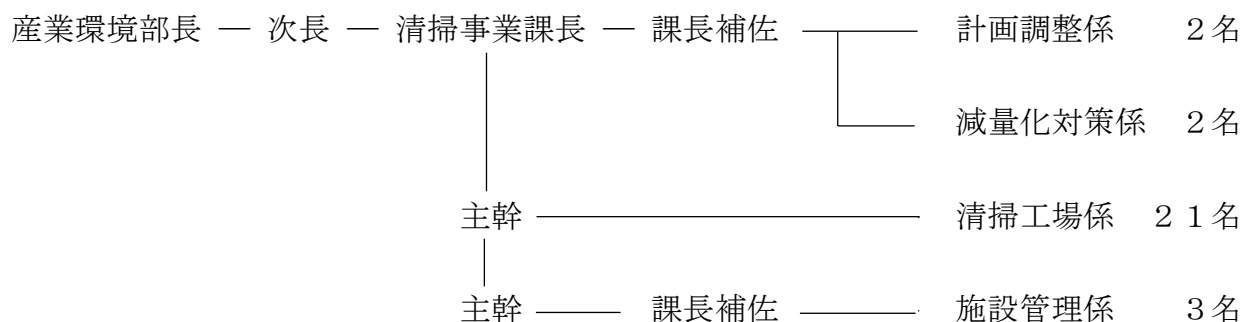 産業環境部長 ― 次長 ― 清掃事業課長 ― 課長補佐 計画調整係 2名
減量化対策係 2名
主幹 清掃工場係 21名
主幹 課長補佐 施設管理係 3名